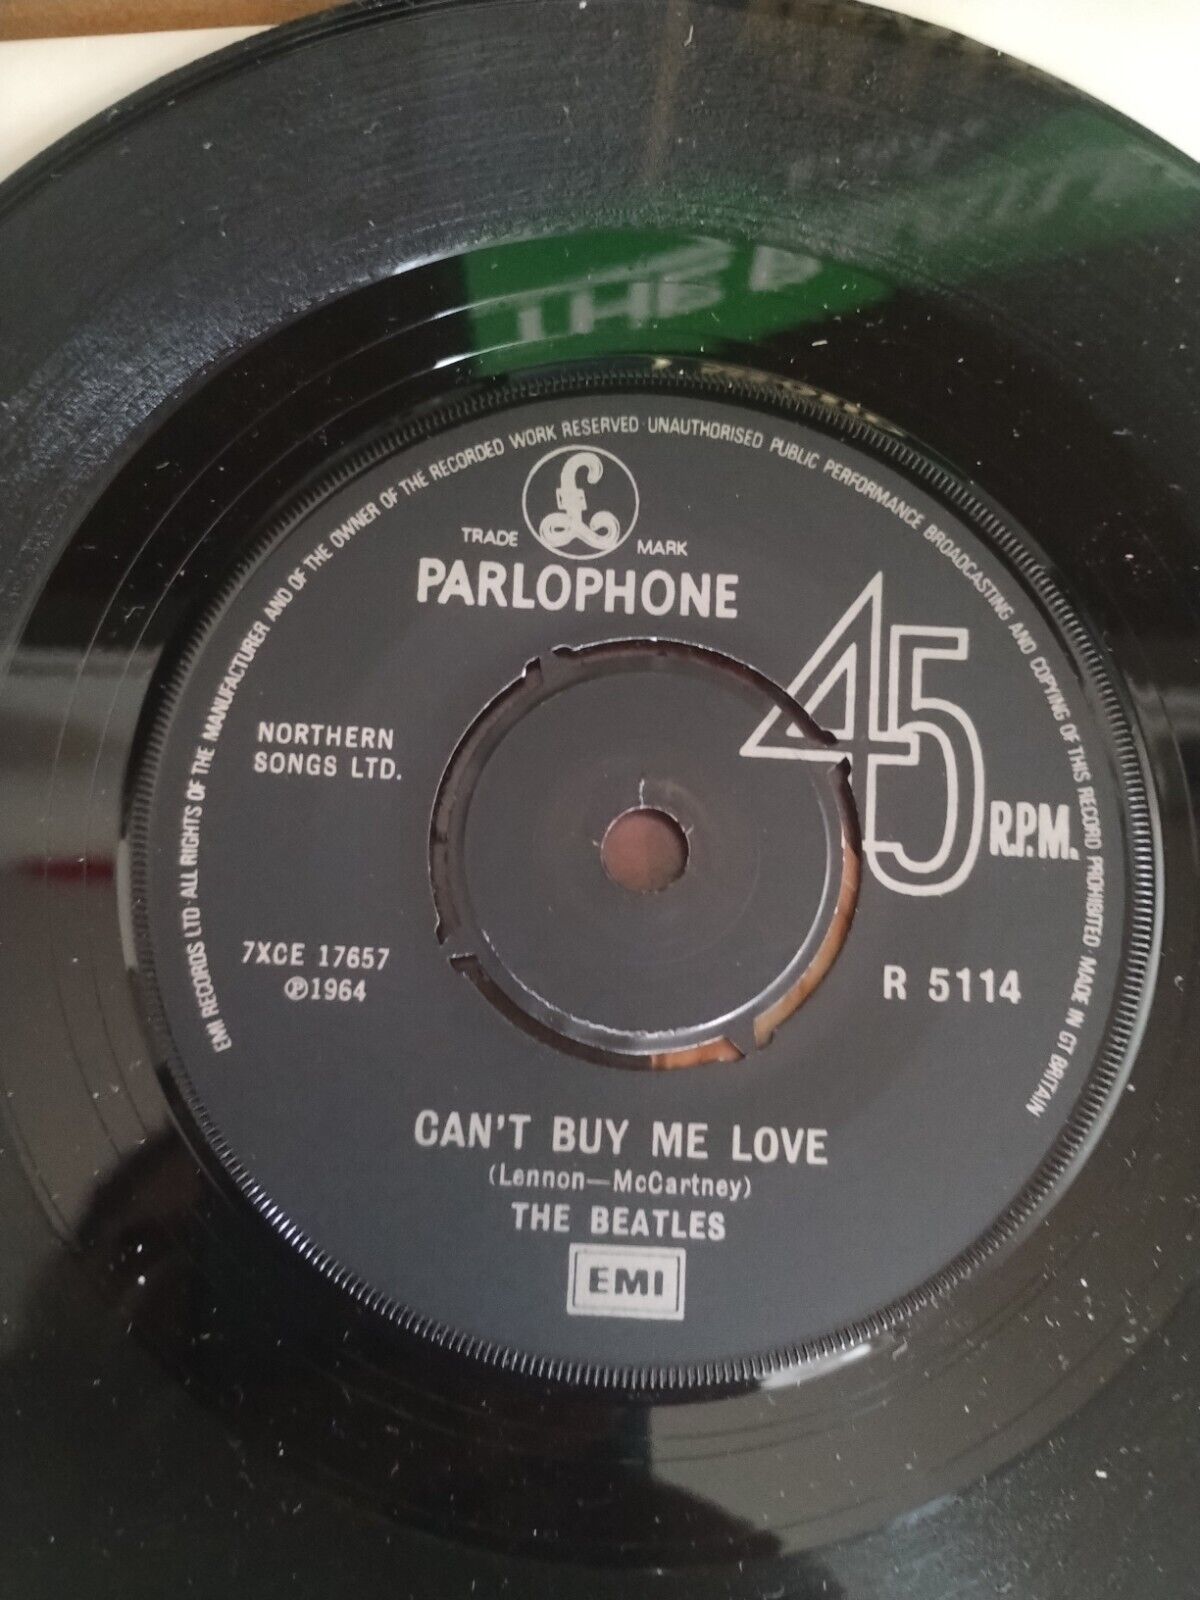 EMI RECORDS LTD · ALL RIGHTS OF THE MANUFACTURER AND OF THE OWNER OF THE RECORDED WORK RESERVED · UNAUTHORISED PUBLIC PERFORMANCE BROADCASTING AND COPYING OF THIS RECORD PROHIBITED · MADE IN GT BRITAIN
£
TRADE MARK
PARLOPHONE
45 R.P.M.
NORTHERN
SONGS LTD.
7XCE 17657
℗1964
R 5114
CAN'T BUY ME LOVE
(Lennon—McCartney)
THE BEATLES
EMI